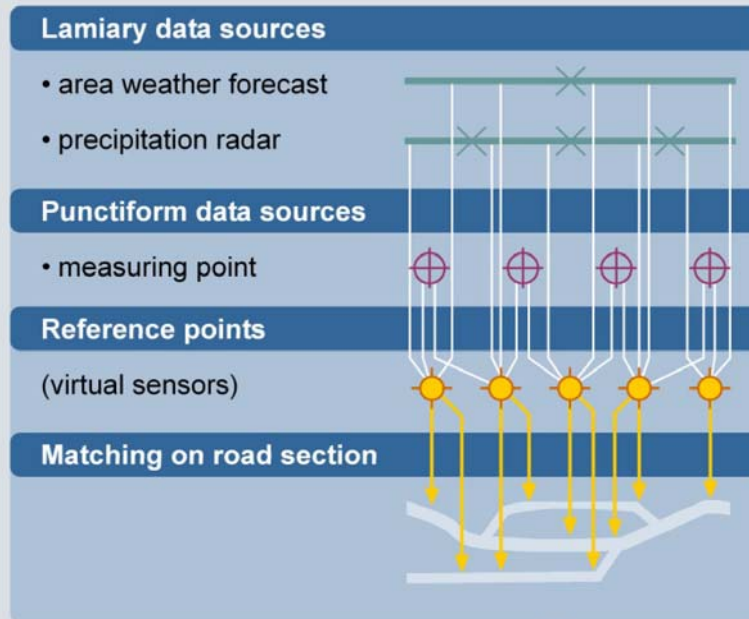 Lamiary data sources
• area weather forecast
• precipitation radar
Punctiform data sources
• measuring point
Reference points
(virtual sensors)
Matching on road section